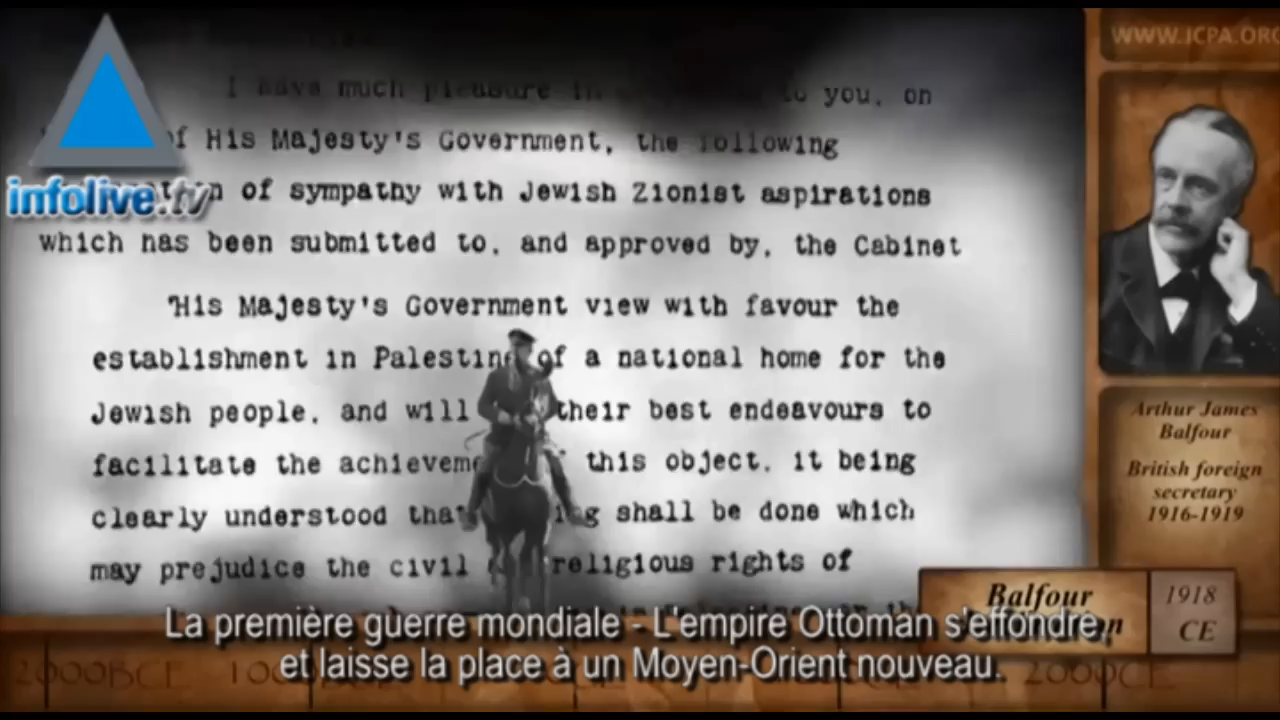 WWW.JCPA.ORG
I have much pleasure in to you, on
of His Majesty's Government, the following
of sympathy with Jewish Zionist aspirations
which has been submitted to, and approved by, the Cabinet
"His Majesty's Government view with favour the
establishment in Palestine of a national home for the
Jewish people, and will their best endeavours to
facilitate the this object, it being
clearly understood that shall be done which
may prejudice the civil religious rights of
infolive.tv
Arthur James
Balfour
British foreign
secretary
1916-1919
Balfour
1918
CE
La première guerre mondiale - L'empire Ottoman s'effondre,
et laisse la place à un Moyen-Orient nouveau.
2000BCE
2000CE